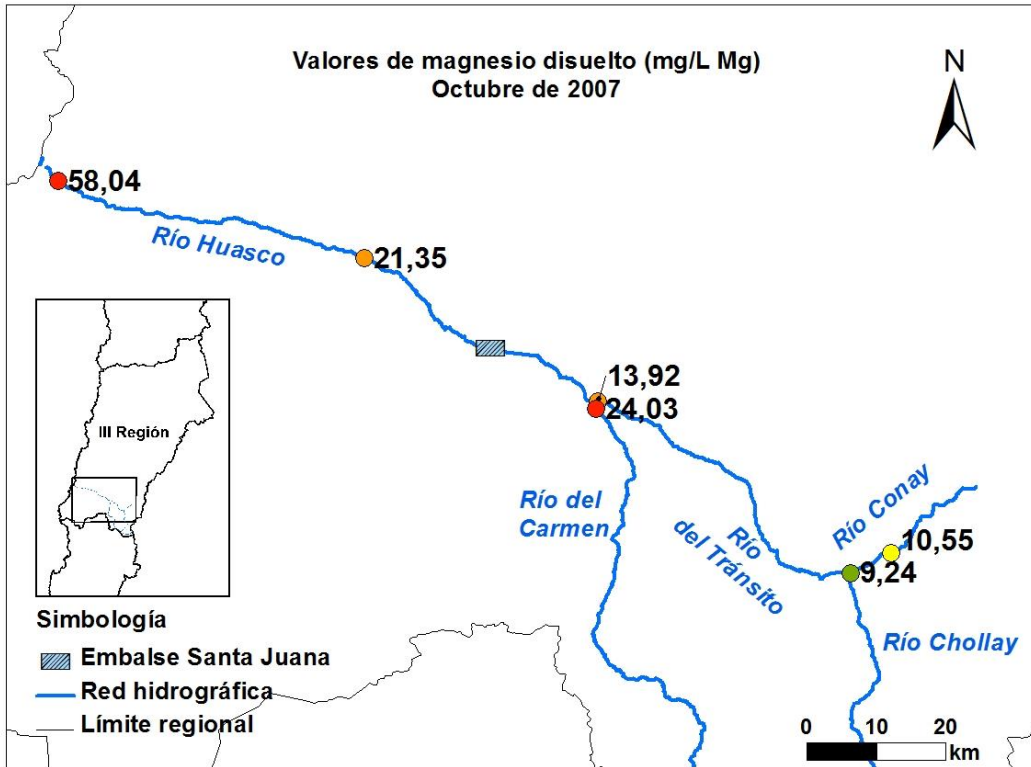 Valores de magnesio disuelto (mg/L Mg)
Octubre de 2007
N
58,04
Río Huasco
21,35
13,92
24,03
III Región
Río del
Carmen
Río
del Tránsito
Río Conay
10,55
9,24
Río Chollay
Simbología
Embalse Santa Juana
Red hidrográfica
Límite regional
0 10 20
km